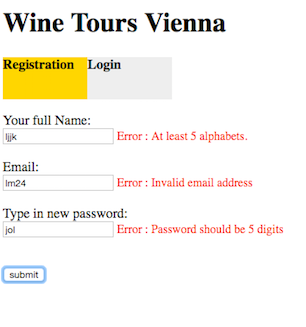 Wine Tours Vienna
Registration Login
Your full Name:
ljjk Error : At least 5 alphabets.
Email:
lm24 Error : Invalid email address
Type in new password:
jol Error : Password should be 5 digits
submit